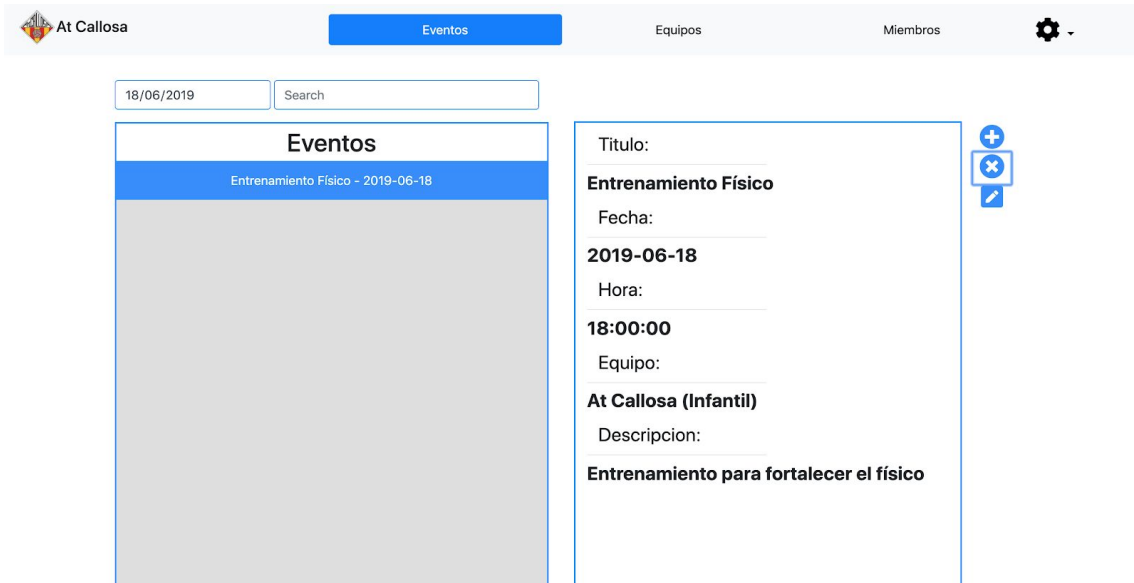 At Callosa
Eventos
Equipos
Miembros
18/06/2019
Search
Eventos
Entrenamiento Físico - 2019-06-18
Titulo:
Entrenamiento Físico
Fecha:
2019-06-18
Hora:
18:00:00
Equipo:
At Callosa (Infantil)
Descripcion:
Entrenamiento para fortalecer el físico